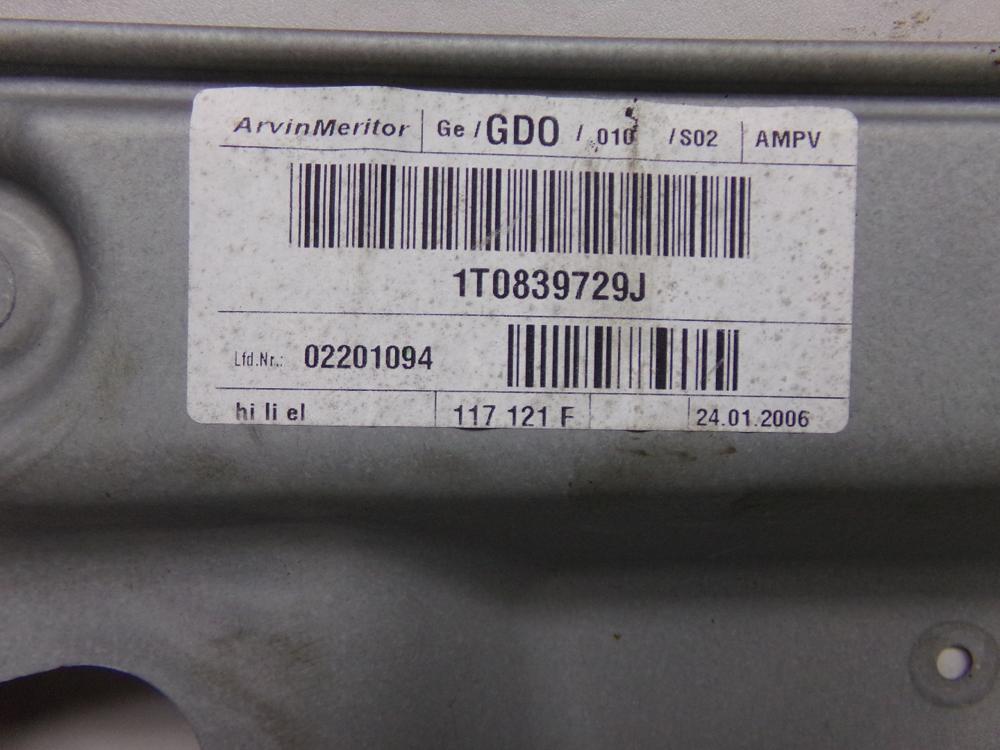 ArvinMeritor Ge / GDO / 010 / S02 AMPV
1T0839729J
Lfd.Nr.: 02201094
hi li el 117 121 F 24.01.2006